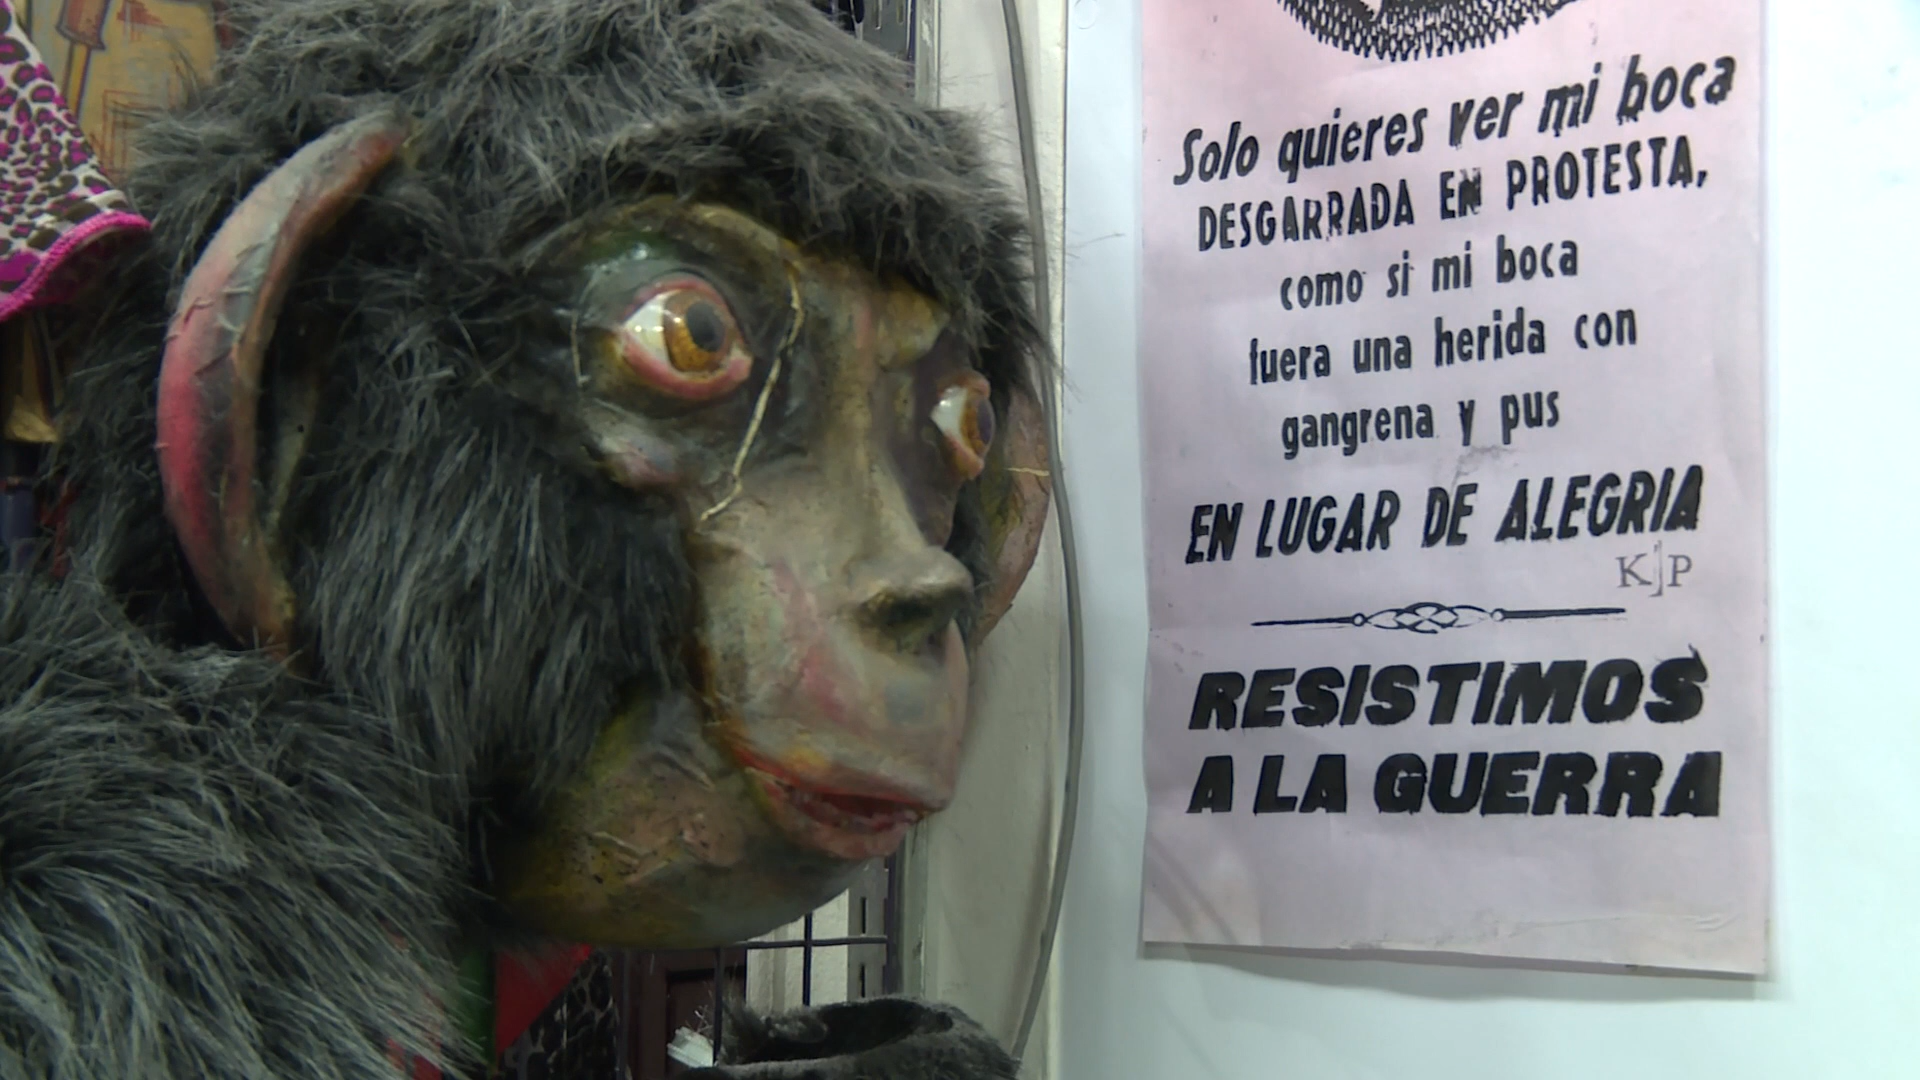 Solo quieres ver mi boca
DESGARRADA EN PROTESTA,
como si mi boca
fuera una herida con
gangrena y pus
EN LUGAR DE ALEGRIA
KJP
RESISTIMOS
A LA GUERRA